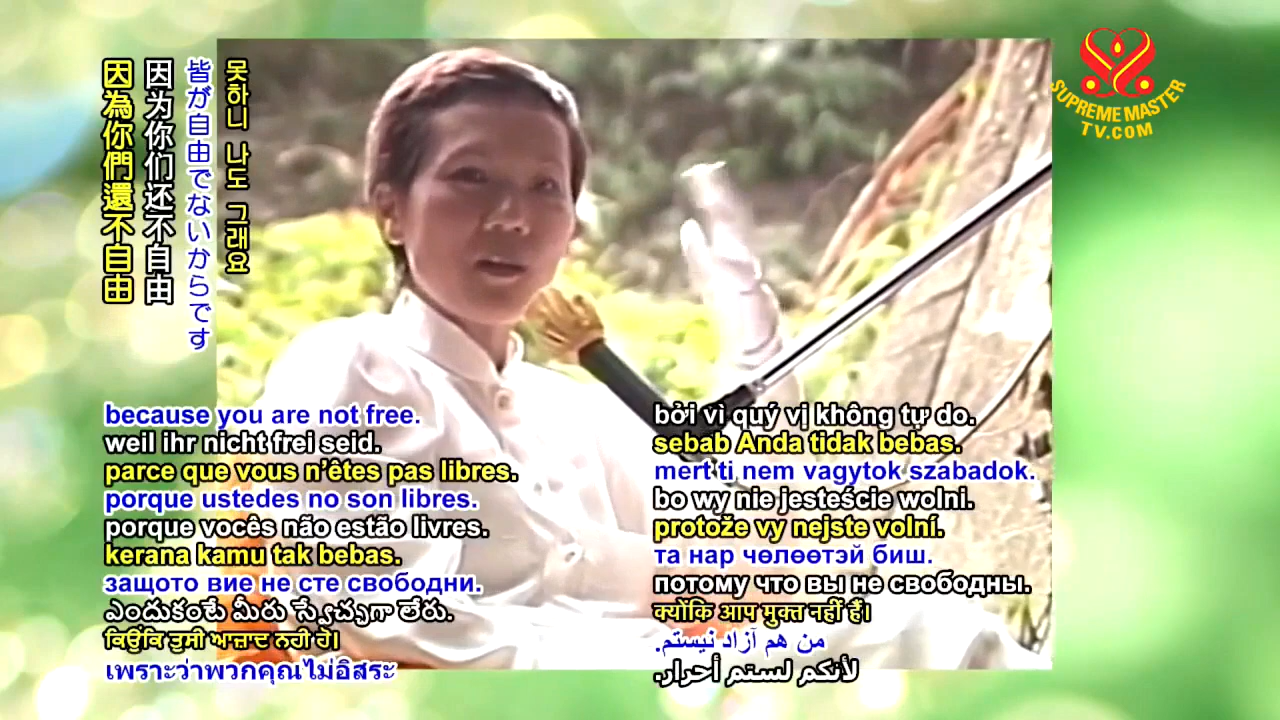 因為你們還不自由
因为你们还不自由
皆が自由でないからです
못하니 나도 그래요
SUPREME MASTER
TV.COM
because you are not free.
weil ihr nicht frei seid.
parce que vous n'êtes pas libres.
porque ustedes no son libres.
porque vocês não estão livres.
kerana kamu tak bebas.
защото вие не сте свободни.
ఎందుకంటే మీరు స్వేచ్ఛగా లేరు.
ਕਿਉਂਕਿ ਤੁਸੀ ਆਜ਼ਾਦ ਨਹੀ ਹੋ।
เพราะว่าพวกคุณไม่อิสระ
bởi vì quý vị không tự do.
sebab Anda tidak bebas.
mert ti nem vagytok szabadok.
bo wy nie jesteście wolni.
protože vy nejste volní.
та нар чөлөөтэй биш.
потому что вы не свободны.
क्योंकि आप मुक्त नहीं हैं।
من هم آزاد نیستم.
لأنكم لستم أحرار.